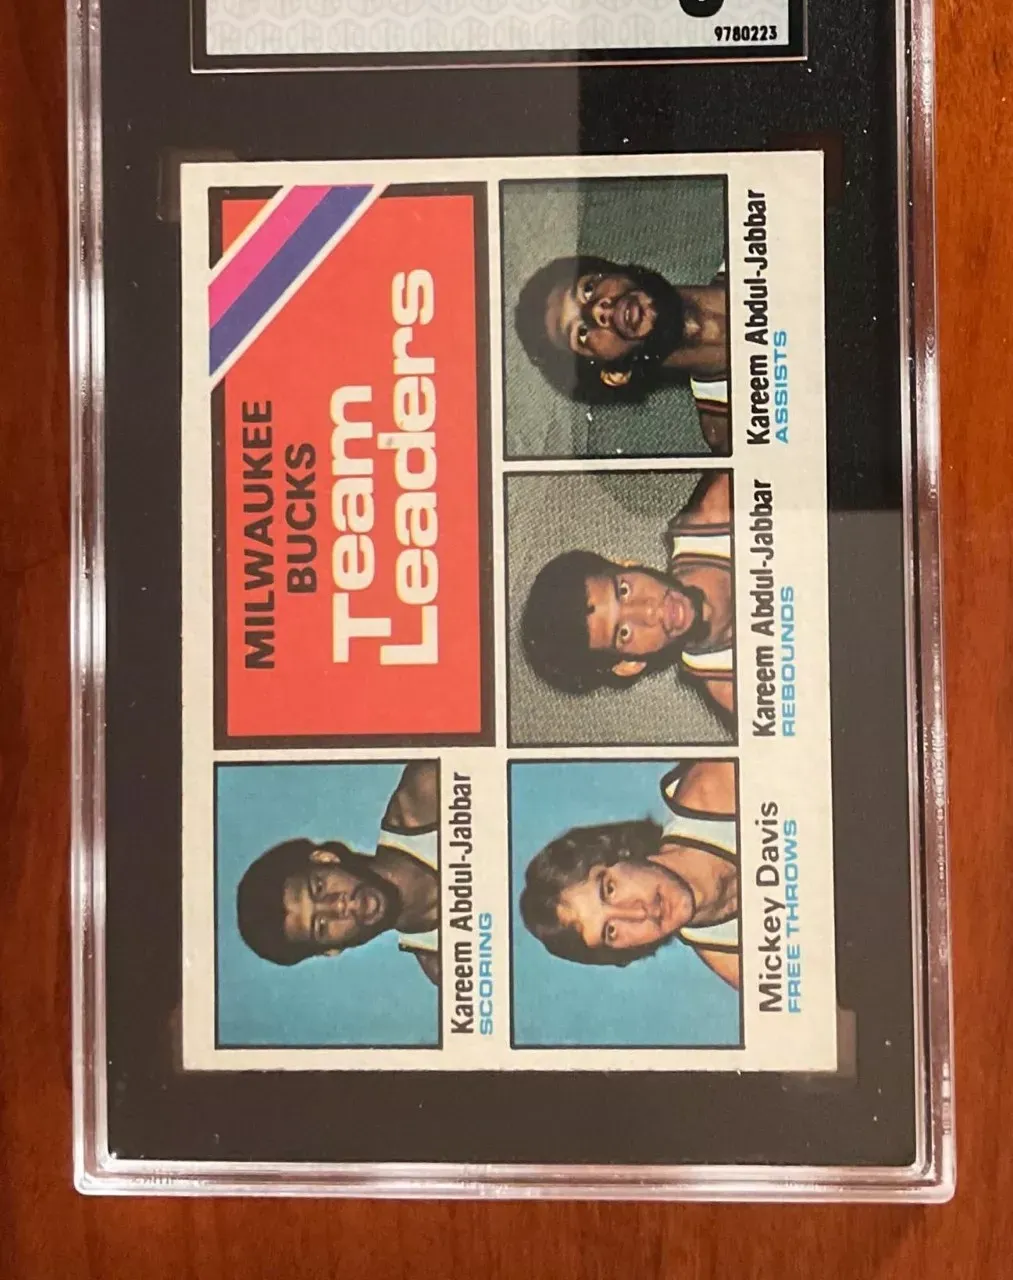 9780223
MILWAUKEE
BUCKS
Team
Leaders
Kareem Abdul-Jabbar
SCORING
Mickey Davis
FREE THROWS
Kareem Abdul-Jabbar
REBOUNDS
Kareem Abdul-Jabbar
ASSISTS